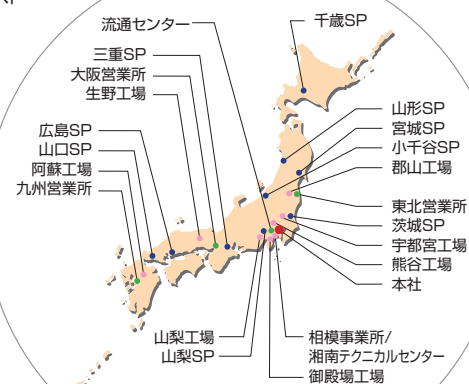 流通センター
千歳SP
三重SP
大阪営業所
生野工場
広島SP
山口SP
阿蘇工場
九州営業所
山形SP
宮城SP
小千谷SP
郡山工場
東北営業所
茨城SP
宇都宮工場
熊谷工場
本社
山梨工場
山梨SP
相模事業所/
湘南テクニカルセンター
御殿場工場